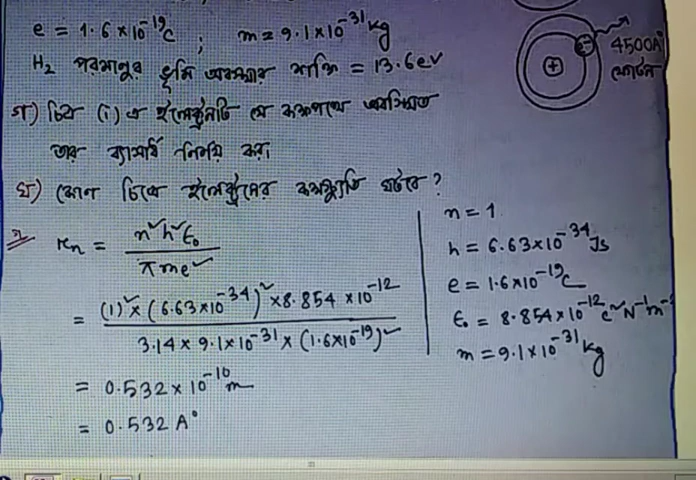 e = 1.6×10⁻¹⁹C ; m = 9.1×10⁻³¹kg
4500A°
ফোটন
H₂ পরমানুর ভূমি অবস্থার শক্তি = 13.6ev
গ) চিত্র (i) এ ইলেকট্রনটি যে কক্ষপথে অবস্থিত
তার ব্যাসার্ধ নির্নয় কর।
ঘ) কোন চিত্রে ইলেকট্রনের কক্ষচ্যুতি ঘটবে?
গ
rₙ = n²h²ε₀ / πme²
= (1)²×(6.63×10⁻³⁴)²×8.854×10⁻¹² / 3.14×9.1×10⁻³¹×(1.6×10⁻¹⁹)²
= 0.532×10⁻¹⁰m
= 0.532 A°
n = 1
h = 6.63×10⁻³⁴Js
e = 1.6×10⁻¹⁹C
ε₀ = 8.854×10⁻¹²c²N⁻¹m⁻
m = 9.1×10⁻³¹kg